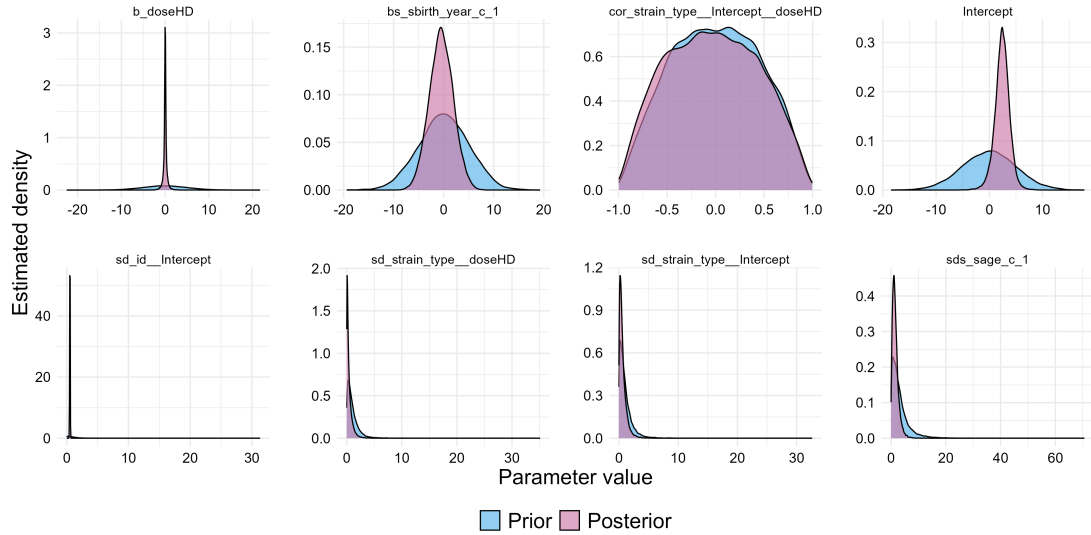 b_doseHD bs_sbirth_year_c_1 cor_strain_type__Intercept__doseHD Intercept
3 2 1 0
-20 -10 0 10 20
0.15 0.10 0.05 0.00
-20 -10 0 10 20
0.6 0.4 0.2 0.0
-1.0 -0.5 0.0 0.5 1.0
0.3 0.2 0.1 0.0
-20 -10 0 10
Estimated density
sd_id__Intercept sd_strain_type__doseHD sd_strain_type__Intercept sds_sage_c_1
40 20 0
0 10 20 30
2.0 1.5 1.0 0.5 0.0
0 10 20 30
1.2 0.9 0.6 0.3 0.0
0 10 20 30
0.4 0.3 0.2 0.1 0.0
0 20 40 60
Parameter value
Prior Posterior